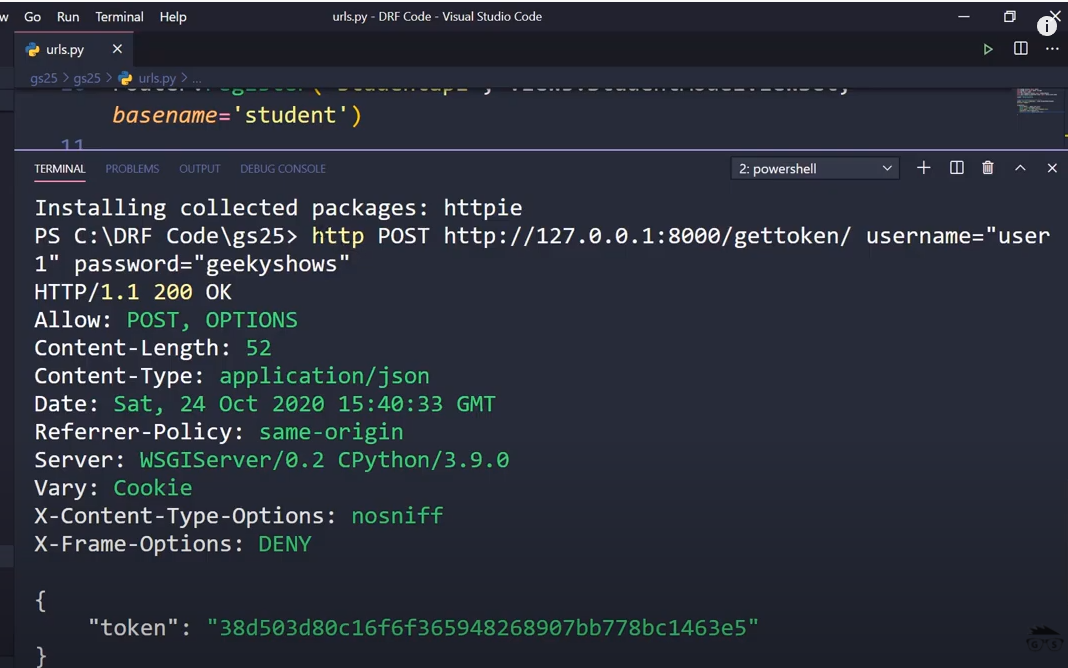 w Go Run Terminal Help urls.py - DRF Code - Visual Studio Code
urls.py
gs25 > gs25 > urls.py > ...
basename='student')
11
TERMINAL PROBLEMS OUTPUT DEBUG CONSOLE 2: powershell
Installing collected packages: httpie
PS C:\DRF Code\gs25> http POST http://127.0.0.1:8000/gettoken/ username="user
1" password="geekyshows"
HTTP/1.1 200 OK
Allow: POST, OPTIONS
Content-Length: 52
Content-Type: application/json
Date: Sat, 24 Oct 2020 15:40:33 GMT
Referrer-Policy: same-origin
Server: WSGIServer/0.2 CPython/3.9.0
Vary: Cookie
X-Content-Type-Options: nosniff
X-Frame-Options: DENY
{
"token": "38d503d80c16f6f365948268907bb778bc1463e5"
}